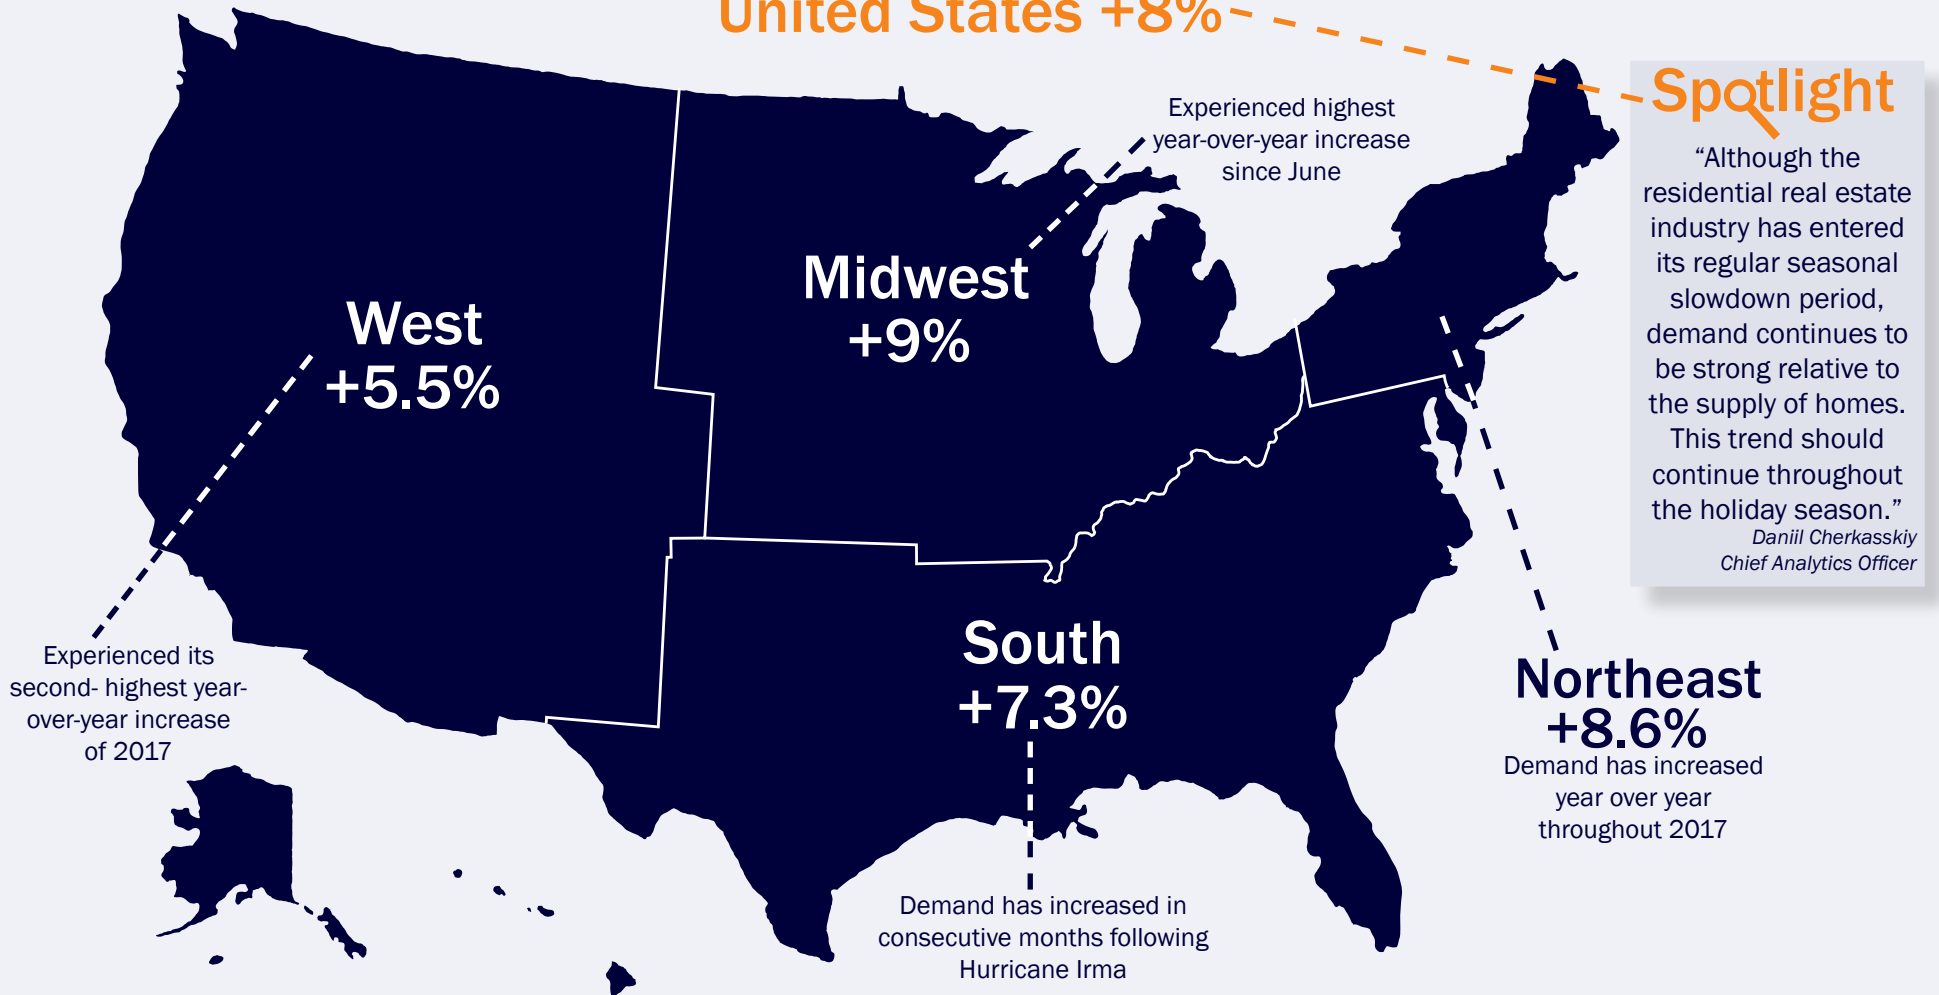 United States +8%
Experienced highest
year-over-year increase
since June
Midwest
+9%
West
+5.5%
Experienced its
second- highest year-
over-year increase
of 2017
South
+7.3%
Demand has increased in
consecutive months following
Hurricane Irma
Northeast
+8.6%
Demand has increased
year over year
throughout 2017
Spotlight
“Although the
residential real estate
industry has entered
its regular seasonal
slowdown period,
demand continues to
be strong relative to
the supply of homes.
This trend should
continue throughout
the holiday season.”
Daniil Cherkasskiy
Chief Analytics Officer